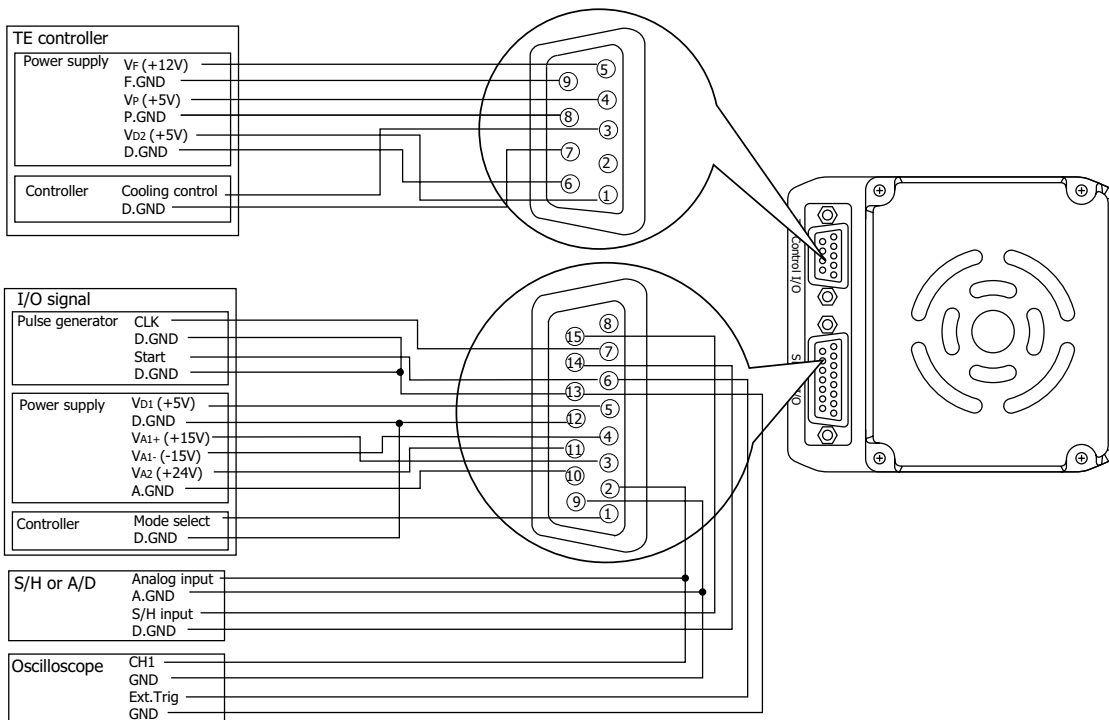 TE controller
Power supply
VF (+12V)
F.GND
VP (+5V)
P.GND
VD2 (+5V)
D.GND
Controller
Cooling control
D.GND
5
9
4
8
3
7
2
6
1
Control I/O
I/O signal
Pulse generator
CLK
D.GND
Start
D.GND
Power supply
VD1 (+5V)
D.GND
VA1+ (+15V)
VA1- (-15V)
VA2 (+24V)
A.GND
Controller
Mode select
D.GND
8
15
7
14
6
13
5
12
4
11
3
10
2
9
1
I/O
S/H or A/D
Analog input
A.GND
S/H input
D.GND
Oscilloscope
CH1
GND
Ext.Trig
GND